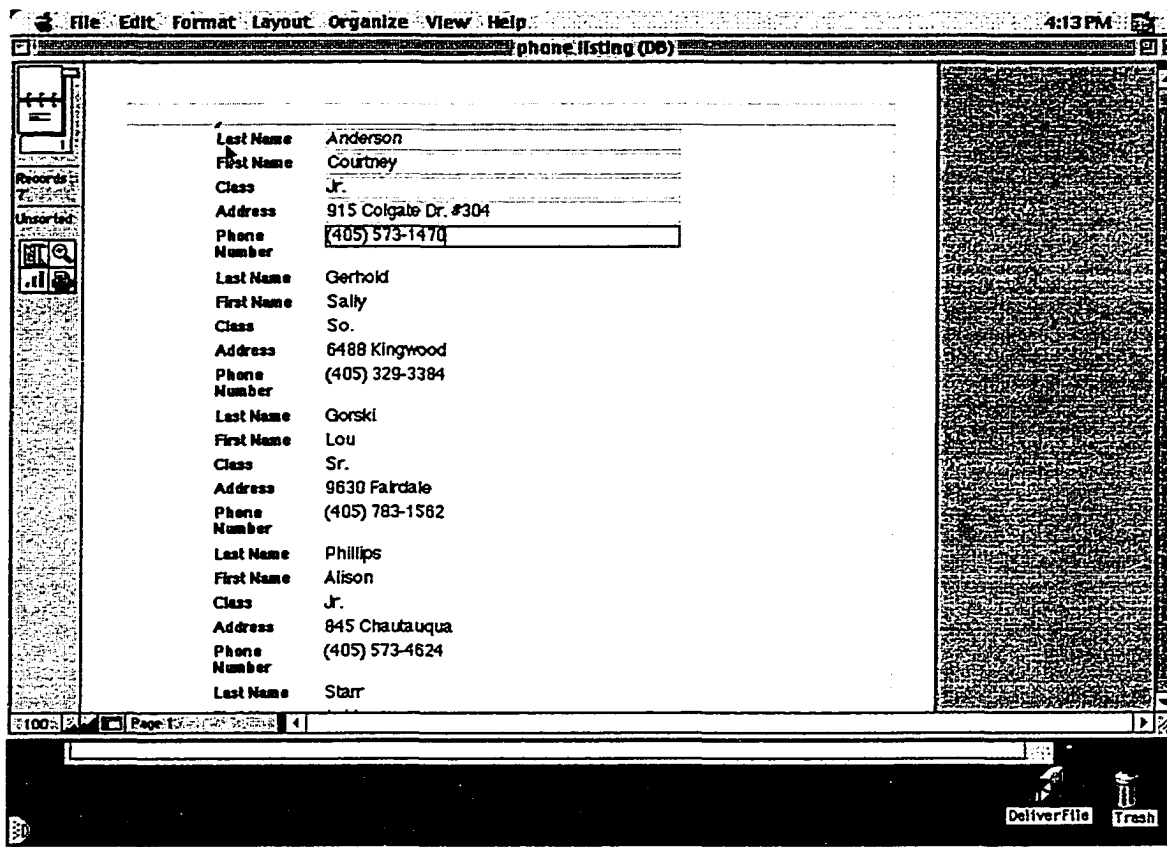 File Edit Format Layout Organize View Help 4:13 PM
phone listing (DB)
1
Records:
7
Unsorted
Last Name Anderson
First Name Courtney
Class Jr.
Address 915 Colgate Dr. #304
Phone Number (405) 573-1470
Last Name Gerhold
First Name Sally
Class So.
Address 6488 Kingwood
Phone Number (405) 329-3384
Last Name Gorski
First Name Lou
Class Sr.
Address 9630 Fairdale
Phone Number (405) 783-1562
Last Name Phillips
First Name Alison
Class Jr.
Address 845 Chautauqua
Phone Number (405) 573-4624
Last Name Starr
100 Page 1
DeliverFile Trash